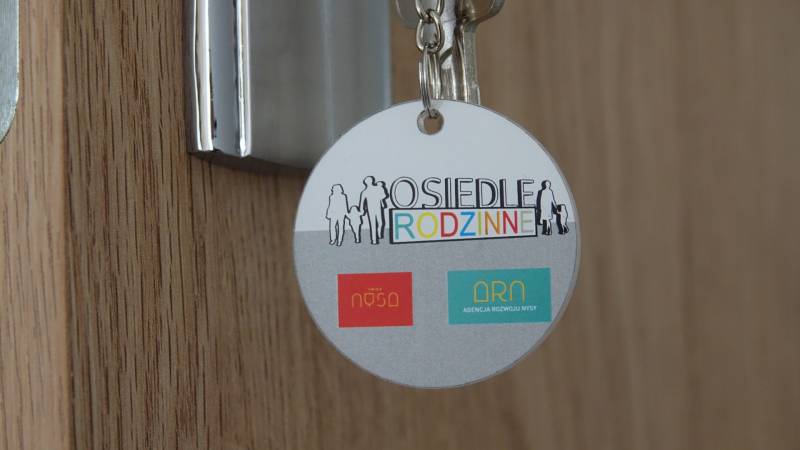 OSIEDLE
RODZINNE
NYSA
ARN
AGENCJA ROZWOJU NYSY